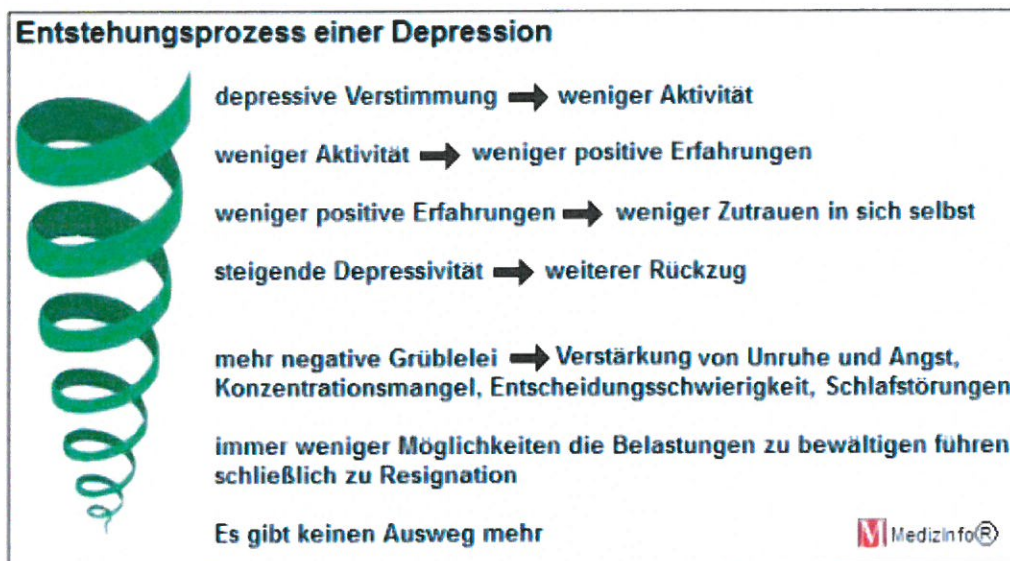 Entstehungsprozess einer Depression
depressive Verstimmung ➡ weniger Aktivität
weniger Aktivität ➡ weniger positive Erfahrungen
weniger positive Erfahrungen ➡ weniger Zutrauen in sich selbst
steigende Depressivität ➡ weiterer Rückzug
mehr negative Grüblelei ➡ Verstärkung von Unruhe und Angst,
Konzentrationsmangel, Entscheidungsschwierigkeit, Schlafstörungen
immer weniger Möglichkeiten die Belastungen zu bewältigen führen
schließlich zu Resignation
Es gibt keinen Ausweg mehr
M MedizInfo®